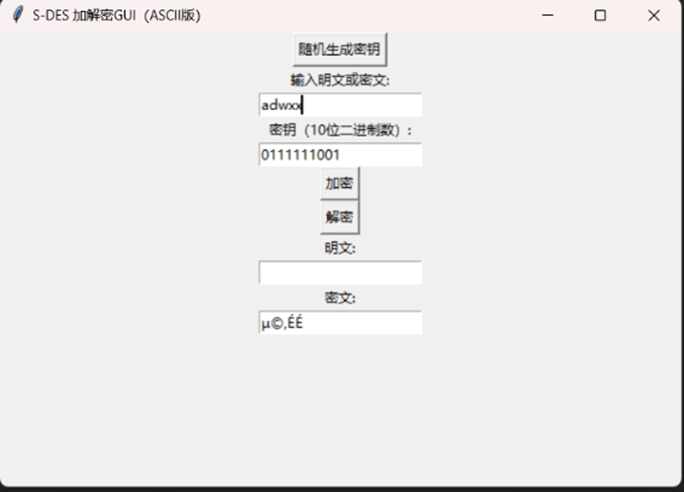 S-DES 加解密GUI（ASCII版）
随机生成密钥
输入明文或密文:
adwxx
密钥（10位二进制数）:
0111111001
加密
解密
明文:
密文:
µ©,ÉÉ